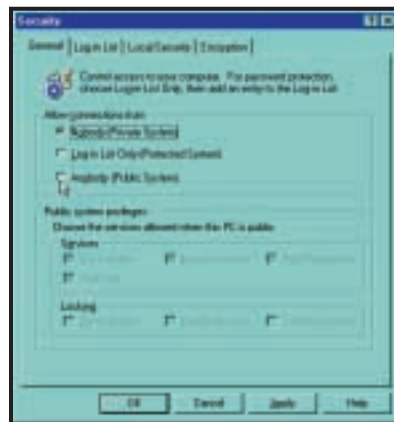 Security
General Log-in List Local Security Encryption
Control access to your computer. For password protection,
choose Log-in List Only, then add an entry to the Log-in List
Allow connections from:
Nobody (Private System)
Log-in List Only (Protected System)
Anybody (Public System)
Public system privileges
Choose the services allowed when this PC is public:
Services
Locking
OK Cancel Apply Help